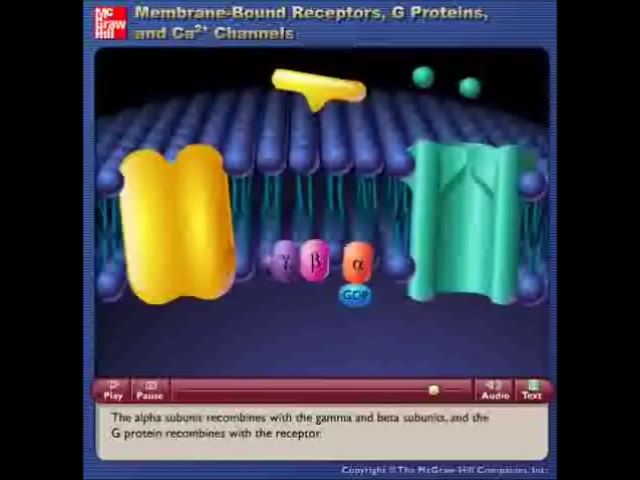 Mc
Graw
Hill
Membrane-Bound Receptors, G Proteins,
and Ca2+ Channels
γ β α
GDP
Play Pause Audio Text
The alpha subunit recombines with the gamma and beta subunits, and the
G protein recombines with the receptor.
Copyright © The McGraw-Hill Companies, Inc.